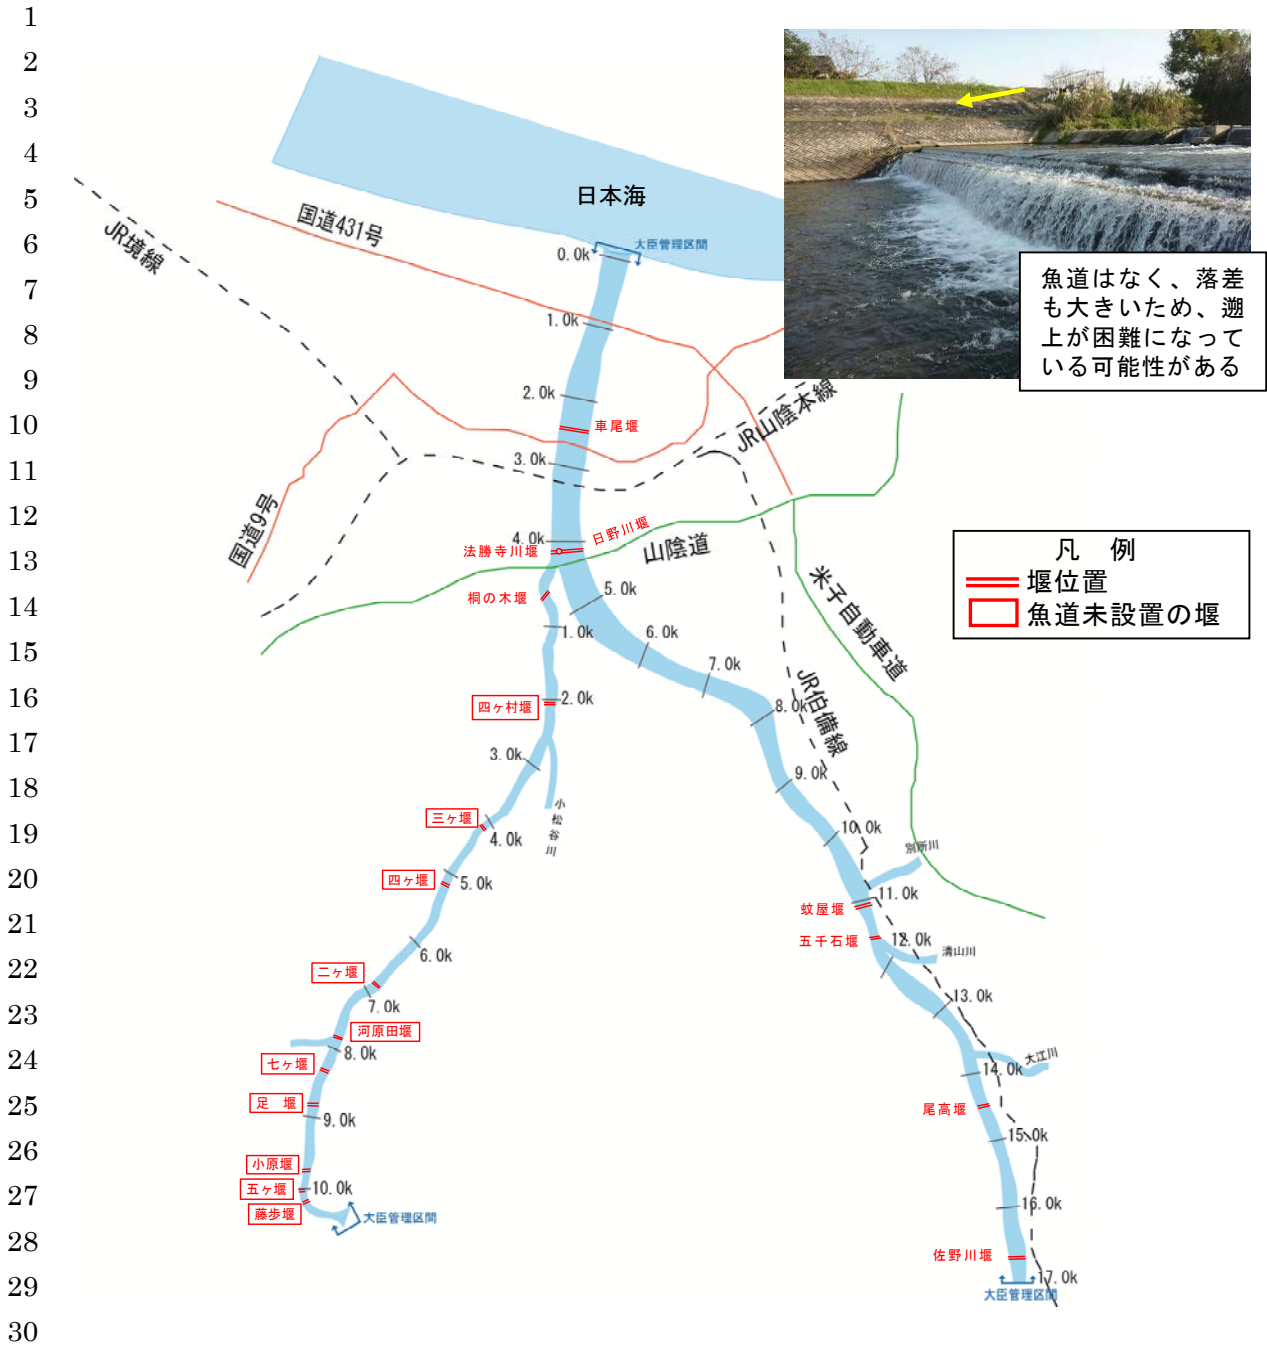 1
2
3
4
5
6
7
8
9
10
11
12
13
14
15
16
17
18
19
20
21
22
23
24
25
26
27
28
29
30
日本海
国道431号
JR境線
大臣管理区間
0.0k
魚道はなく、落差
も大きいため、遡
上が困難になって
いる可能性がある
1.0k
2.0k
車尾堰
JR山陰本線
3.0k
国道9号
4.0k
日野川堰
法勝寺川堰
山陰道
凡 例
堰位置
魚道未設置の堰
米子自動車道
桐の木堰
5.0k
1.0k
6.0k
7.0k
JR伯備線
四ヶ村堰
2.0k
8.0k
3.0k
9.0k
小松谷川
三ヶ堰
4.0k
10.0k
別所川
四ヶ堰
5.0k
11.0k
蚊屋堰
五千石堰
12.0k
清山川
6.0k
二ヶ堰
7.0k
13.0k
河原田堰
8.0k
七ヶ堰
大江川
14.0k
足 堰
尾高堰
9.0k
15.0k
小原堰
五ヶ堰
10.0k
16.0k
藤歩堰
大臣管理区間
佐野川堰
17.0k
大臣管理区間